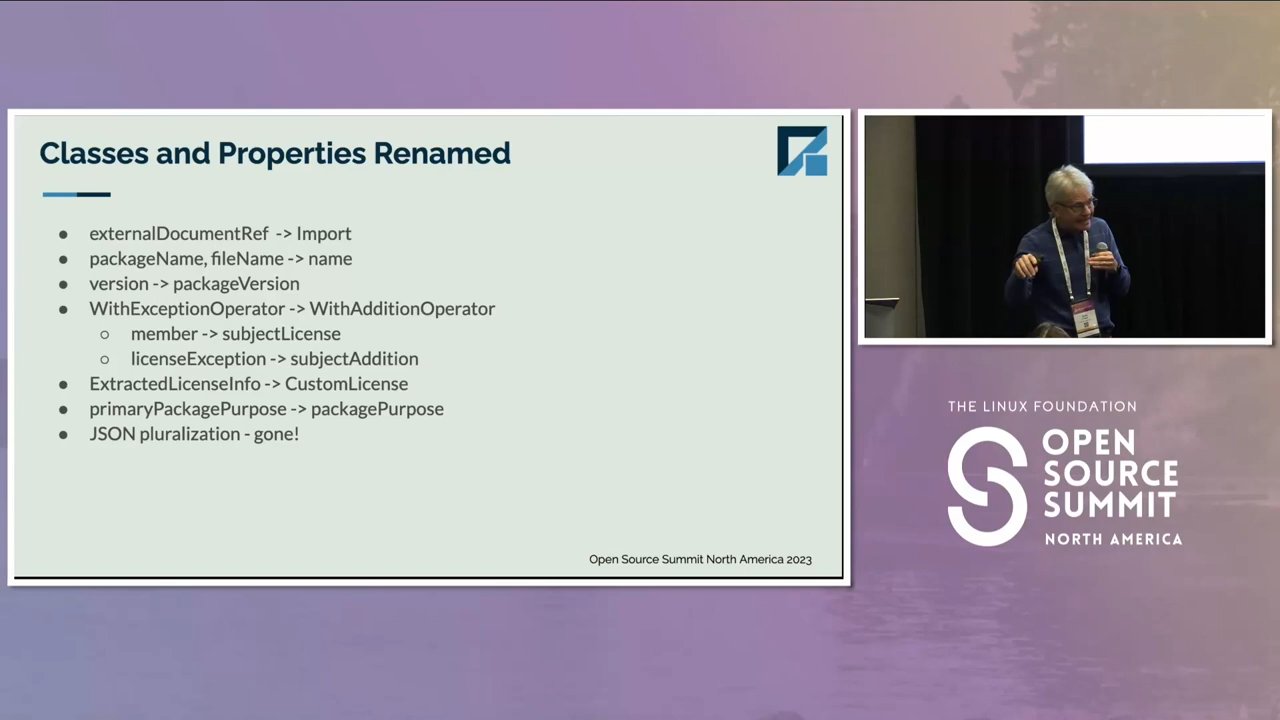 Classes and Properties Renamed
● externalDocumentRef -> Import
● packageName, fileName -> name
● version -> packageVersion
● WithExceptionOperator -> WithAdditionOperator
○ member -> subjectLicense
○ licenseException -> subjectAddition
● ExtractedLicenseInfo -> CustomLicense
● primaryPackagePurpose -> packagePurpose
● JSON pluralization - gone!
Open Source Summit North America 2023
THE LINUX FOUNDATION
OPEN
SOURCE
SUMMIT
NORTH AMERICA